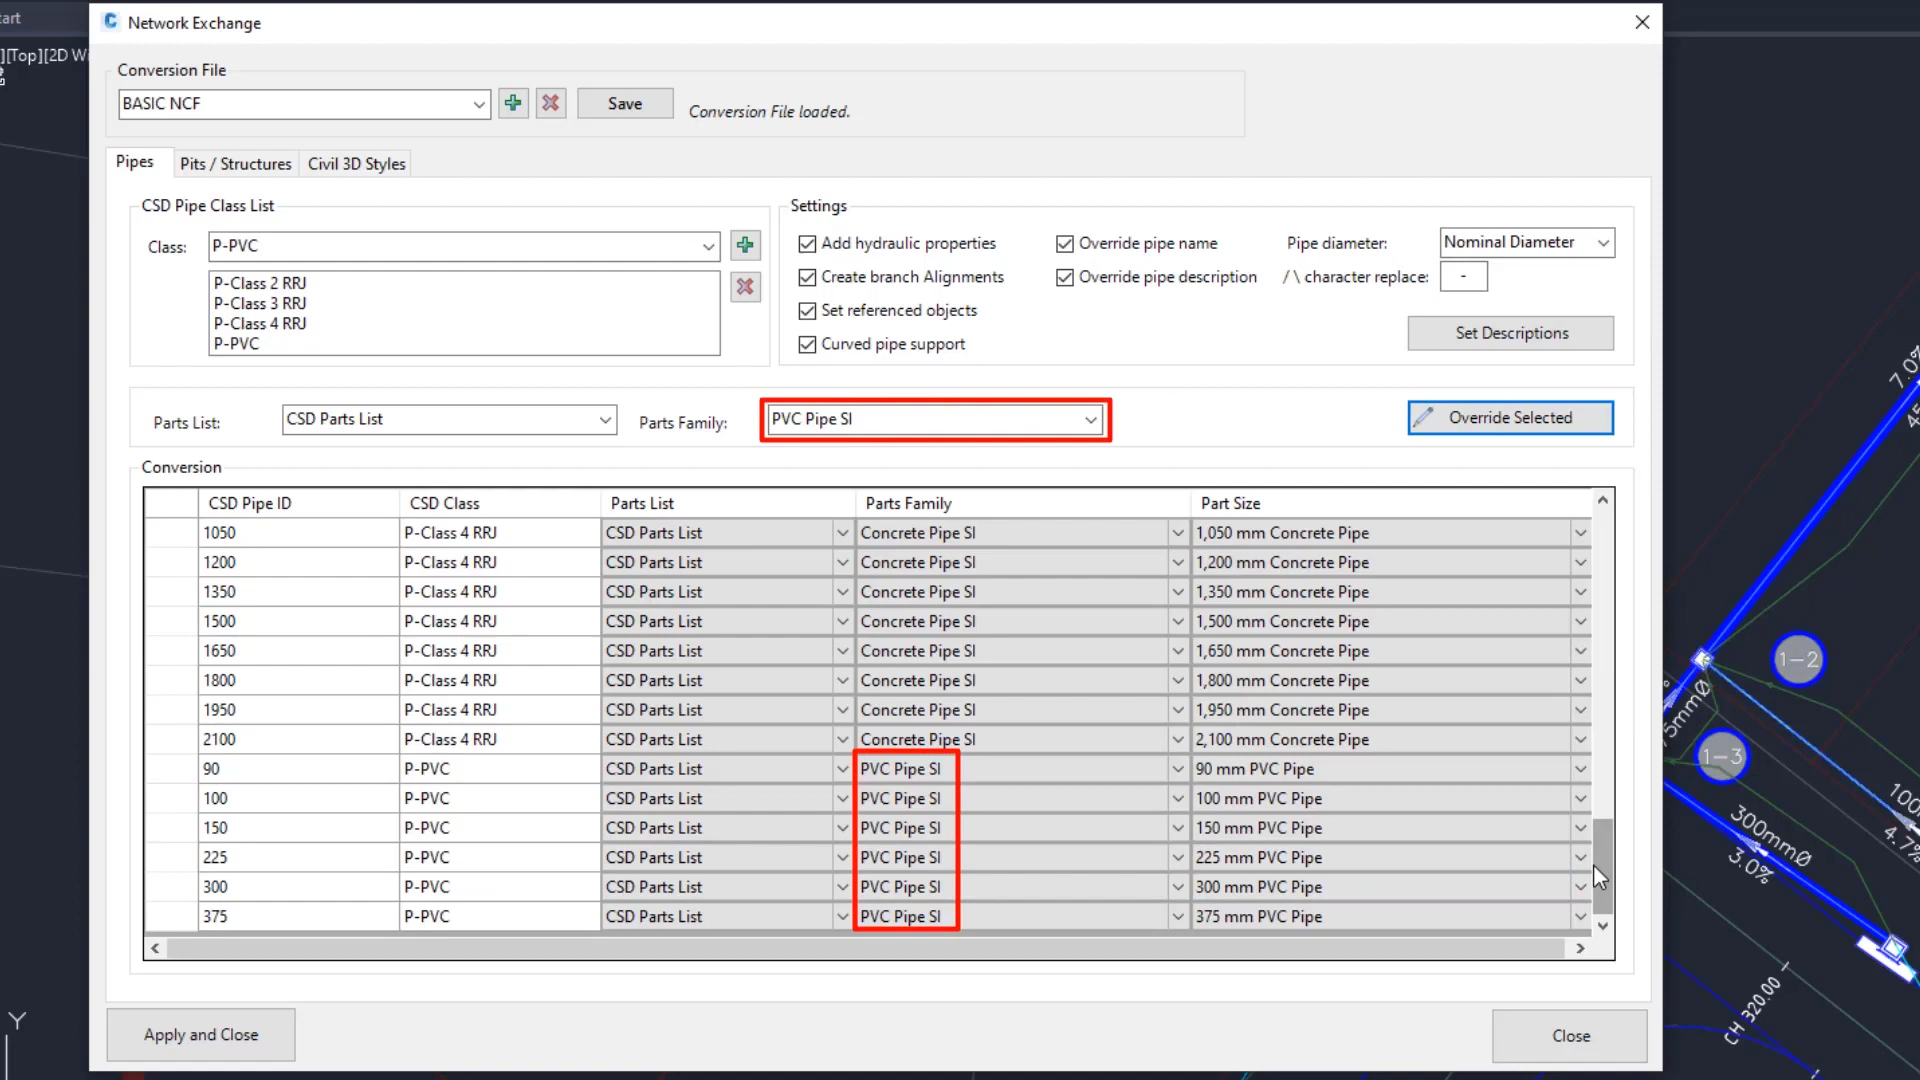 tart
Network Exchange
][Top][2D Wi
Conversion File
BASIC NCF
Save
Conversion File loaded.
Pipes
Pits / Structures
Civil 3D Styles
CSD Pipe Class List
Class:
P-PVC
P-Class 2 RRJ
P-Class 3 RRJ
P-Class 4 RRJ
P-PVC
Settings
Add hydraulic properties
Override pipe name
Pipe diameter:
Nominal Diameter
Create branch Alignments
Override pipe description
/ \ character replace:
-
Set referenced objects
Curved pipe support
Set Descriptions
Parts List:
CSD Parts List
Parts Family:
PVC Pipe SI
Override Selected
Conversion
CSD Pipe ID CSD Class Parts List Parts Family Part Size
1050 P-Class 4 RRJ CSD Parts List Concrete Pipe SI 1,050 mm Concrete Pipe
1200 P-Class 4 RRJ CSD Parts List Concrete Pipe SI 1,200 mm Concrete Pipe
1350 P-Class 4 RRJ CSD Parts List Concrete Pipe SI 1,350 mm Concrete Pipe
1500 P-Class 4 RRJ CSD Parts List Concrete Pipe SI 1,500 mm Concrete Pipe
1650 P-Class 4 RRJ CSD Parts List Concrete Pipe SI 1,650 mm Concrete Pipe
1800 P-Class 4 RRJ CSD Parts List Concrete Pipe SI 1,800 mm Concrete Pipe
1950 P-Class 4 RRJ CSD Parts List Concrete Pipe SI 1,950 mm Concrete Pipe
2100 P-Class 4 RRJ CSD Parts List Concrete Pipe SI 2,100 mm Concrete Pipe
90 P-PVC CSD Parts List PVC Pipe SI 90 mm PVC Pipe
100 P-PVC CSD Parts List PVC Pipe SI 100 mm PVC Pipe
150 P-PVC CSD Parts List PVC Pipe SI 150 mm PVC Pipe
225 P-PVC CSD Parts List PVC Pipe SI 225 mm PVC Pipe
300 P-PVC CSD Parts List PVC Pipe SI 300 mm PVC Pipe
375 P-PVC CSD Parts List PVC Pipe SI 375 mm PVC Pipe
Apply and Close
Close
7.0%
45
1-2
75mmØ
1-3
300mmØ
3.0%
100
4.7%
CH 320.00
Y